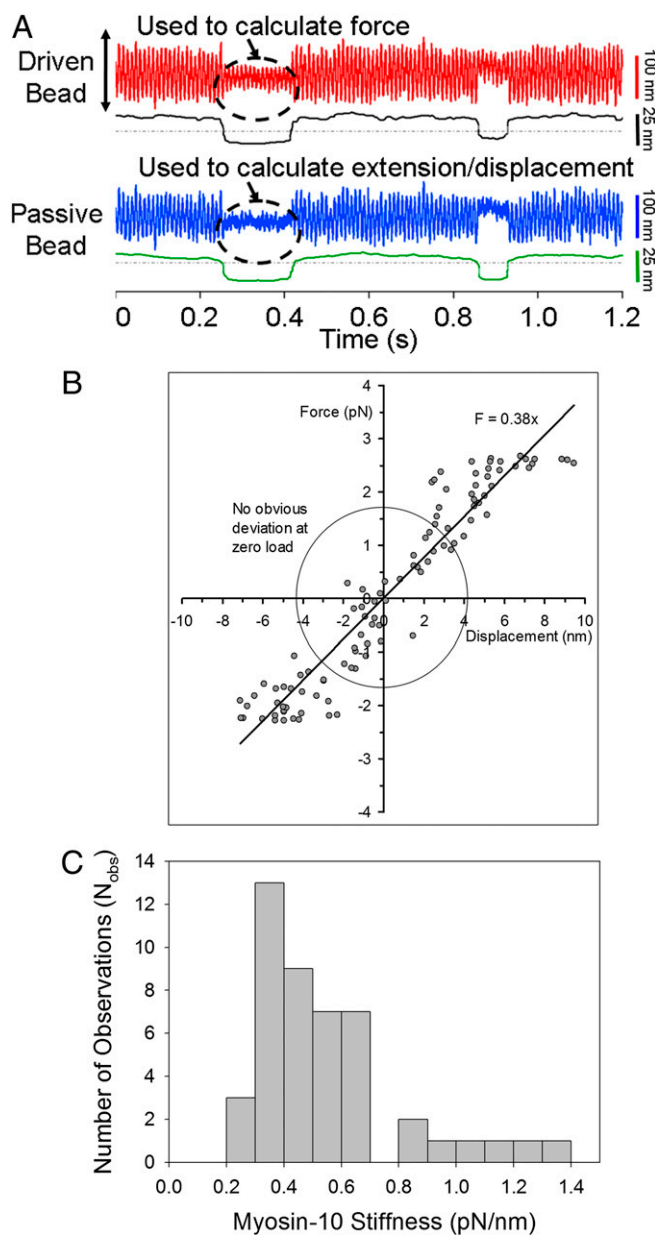 A
Used to calculate force
Driven
Bead
100 nm
25 nm
Used to calculate extension/displacement
Passive
Bead
100 nm
25 nm
0 0.2 0.4 0.6 0.8 1.0 1.2
Time (s)
B
4
Force (pN)
F = 0.38x
3
2
No obvious
deviation at
zero load
1
0
-10 -8 -6 -4 -2 0 2 4 6 8 10
Displacement (nm)
-1
-2
-3
-4
C
14
12
10
8
6
4
2
0
Number of Observations (Nobs)
0.0 0.2 0.4 0.6 0.8 1.0 1.2 1.4
Myosin-10 Stiffness (pN/nm)